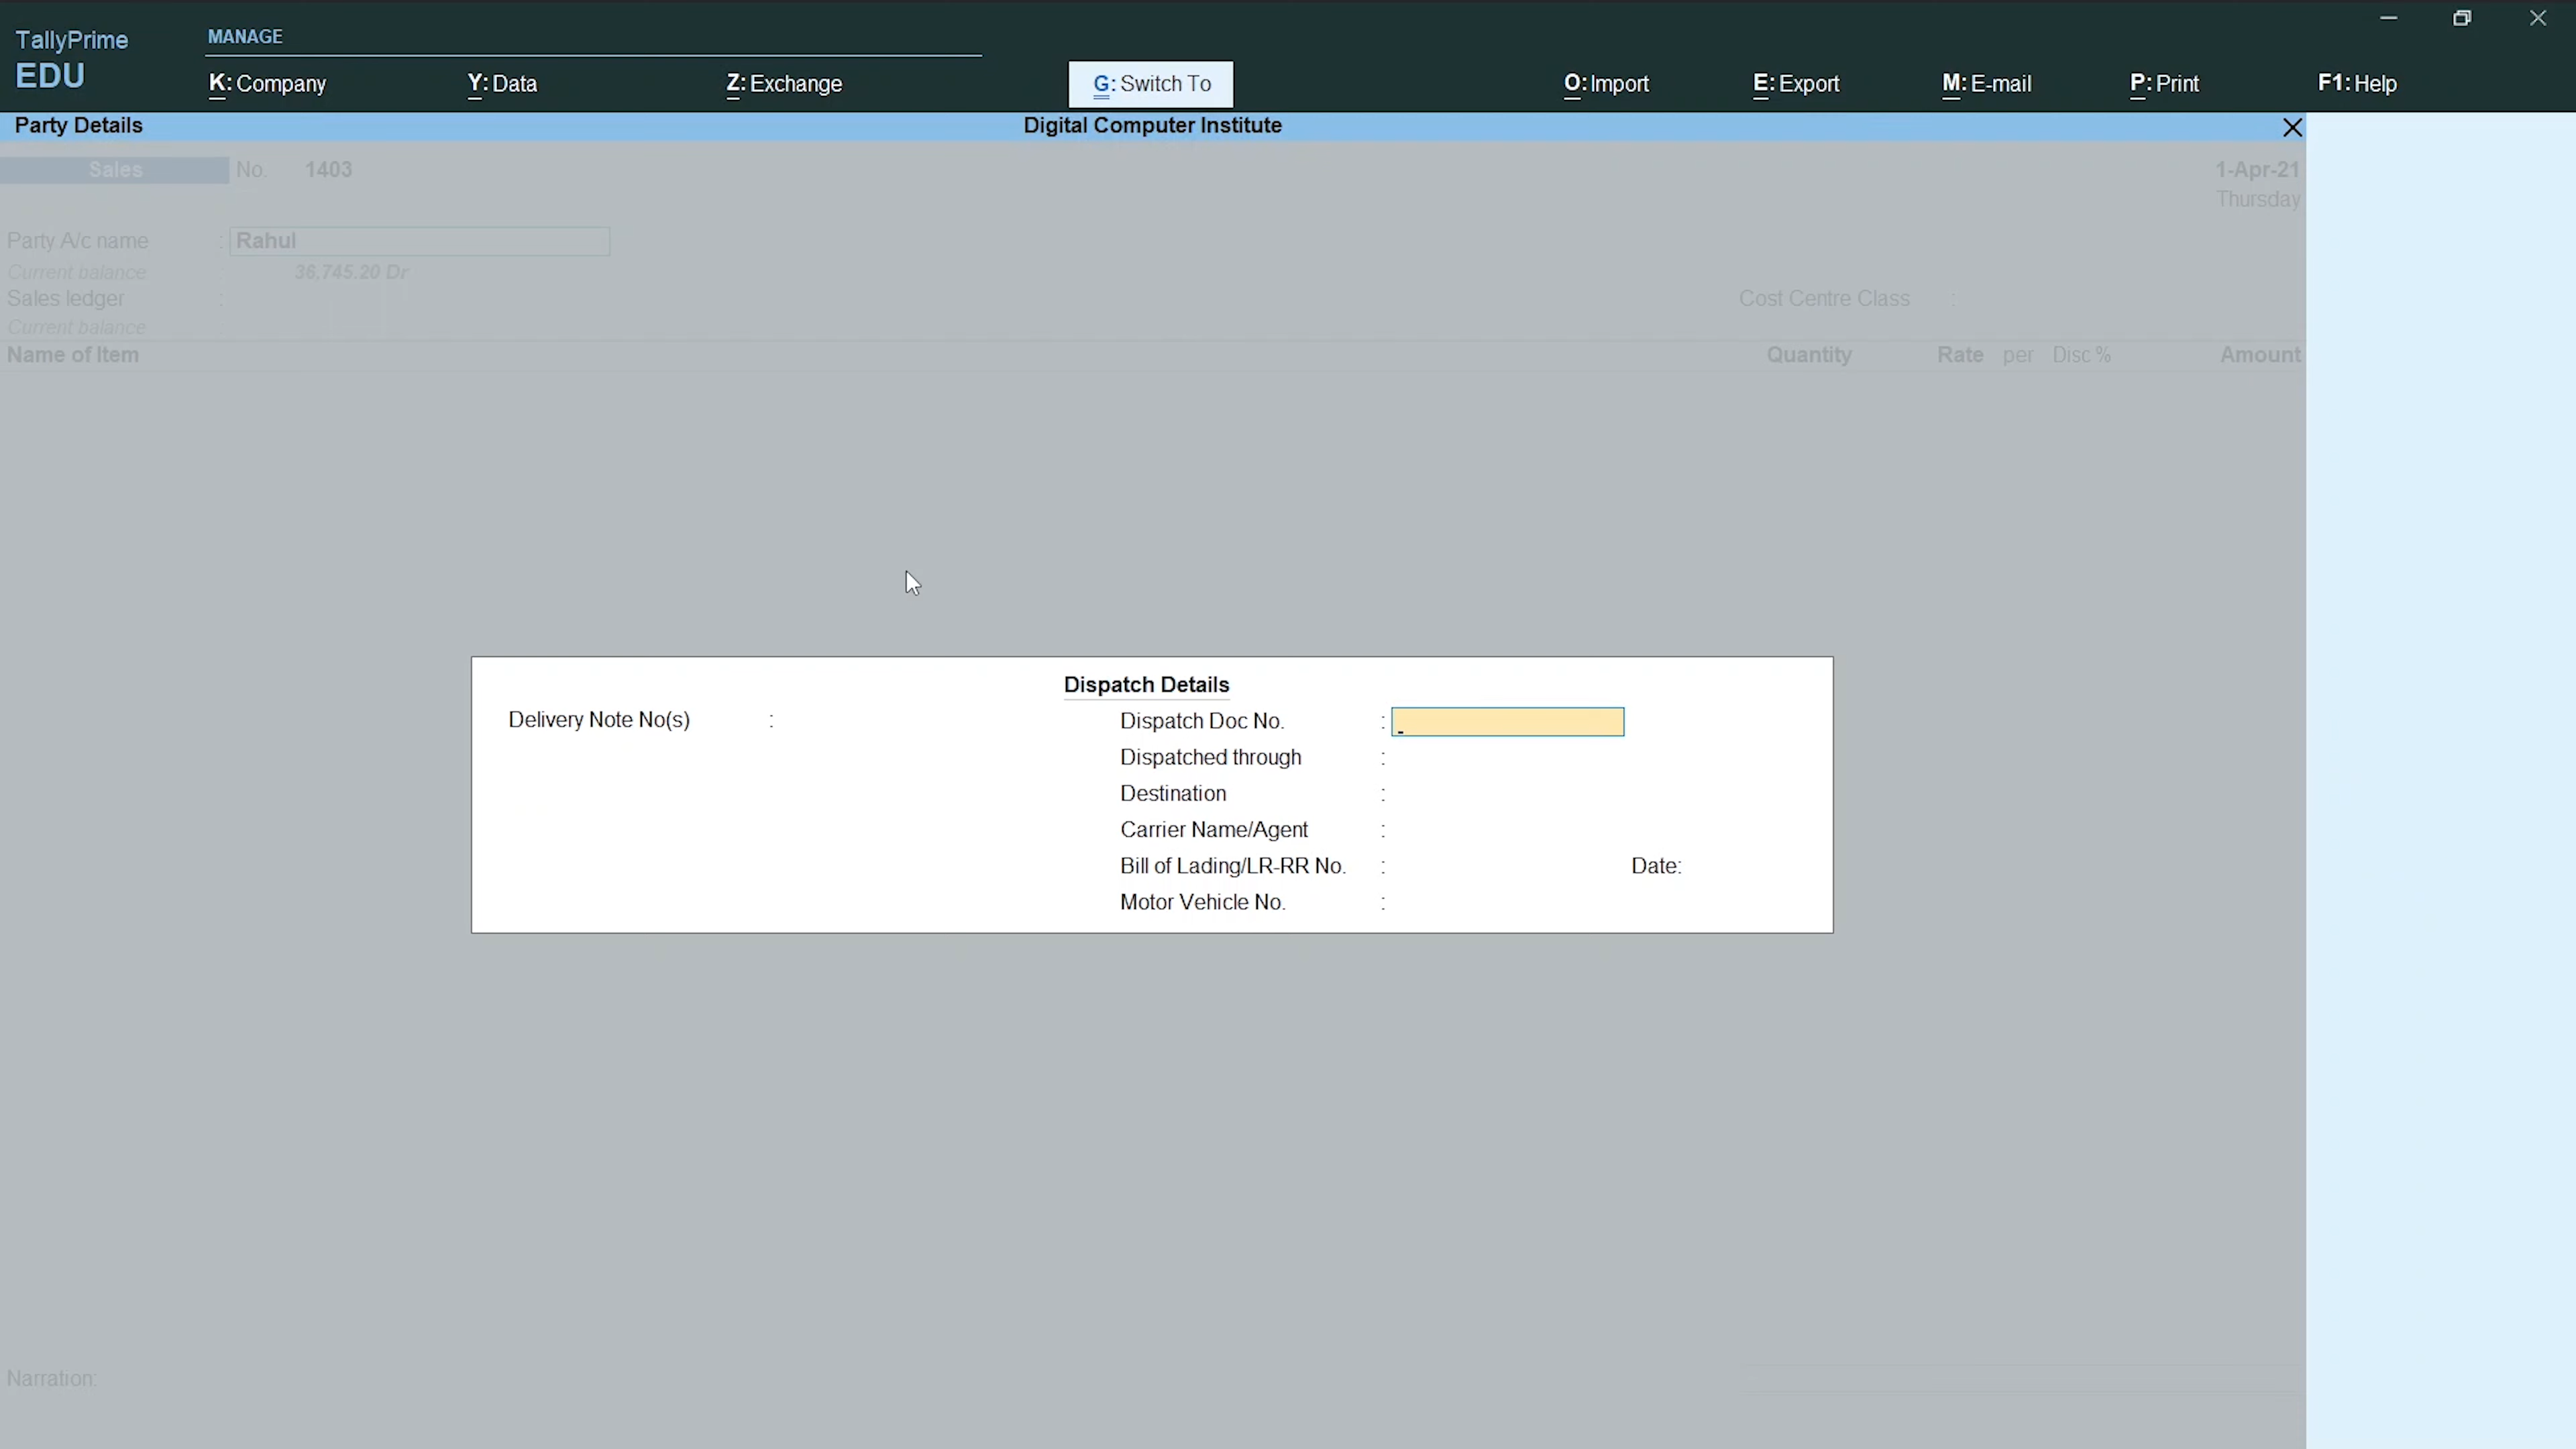 TallyPrime
EDU
MANAGE
K: Company Y: Data Z: Exchange G: Switch To O: Import E: Export M: E-mail P: Print F1: Help
Party Details Digital Computer Institute
Sales No. 1403 1-Apr-21
Thursday
Party A/c name : Rahul
Current balance 36,745.20 Dr
Sales ledger : Cost Centre Class :
Current balance
Name of Item Quantity Rate per Disc % Amount
Dispatch Details
Delivery Note No(s) : Dispatch Doc No. :
Dispatched through :
Destination :
Carrier Name/Agent :
Bill of Lading/LR-RR No. : Date:
Motor Vehicle No. :
Narration: